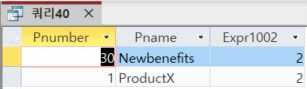 쿼리40
Pnumber Pname Expr1002
30 Newbenefits 2
1 ProductX 2